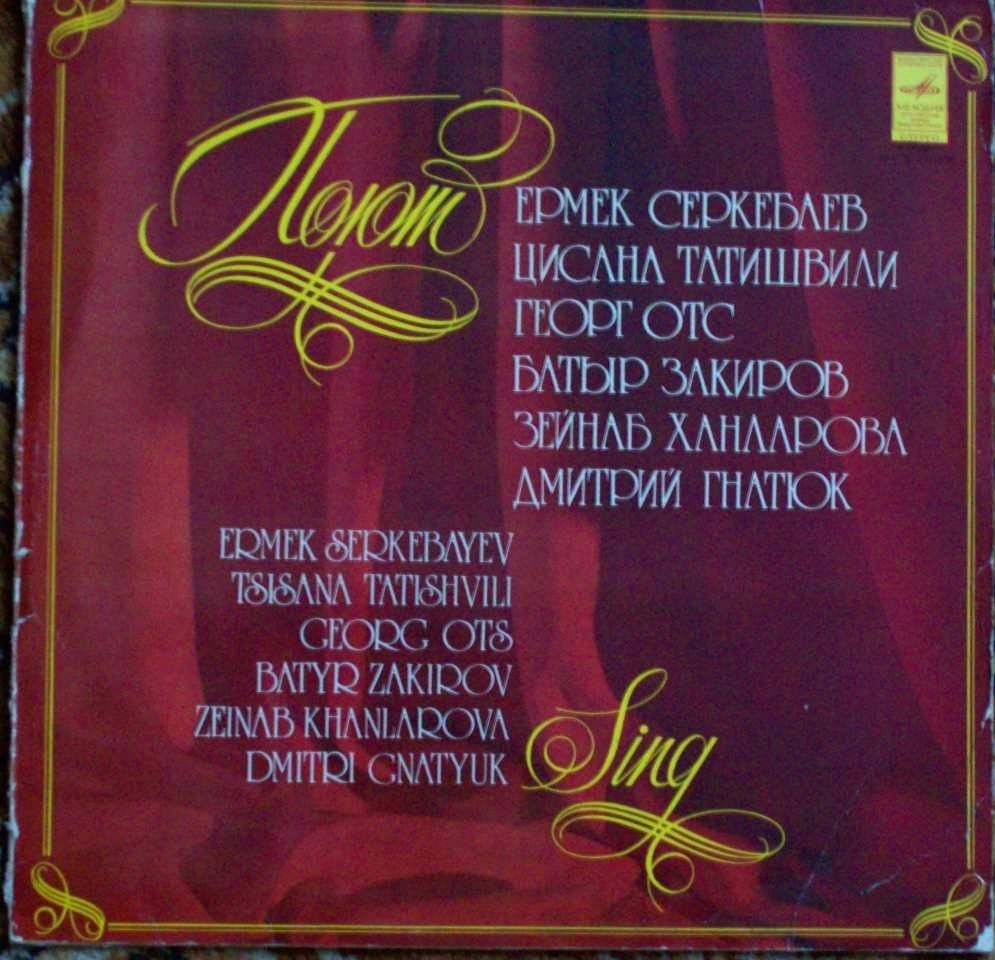 Поют
ЕРМЕК СЕРКЕБАЕВ
ЦИСАНА ТАТИШВИЛИ
ГЕОРГ ОТС
БАТЫР ЗАКИРОВ
ЗЕЙНАБ ХАНЛАРОВА
ДМИТРИЙ ГНАТЮК
ERMEK SERKEBAYEV
TSISANA TATISHVILI
GEORG OTS
BATYR ZAKIROV
ZEINAB KHANLAROVA
DMITRI GNATYUK
Sing
МЕЛОДИЯ